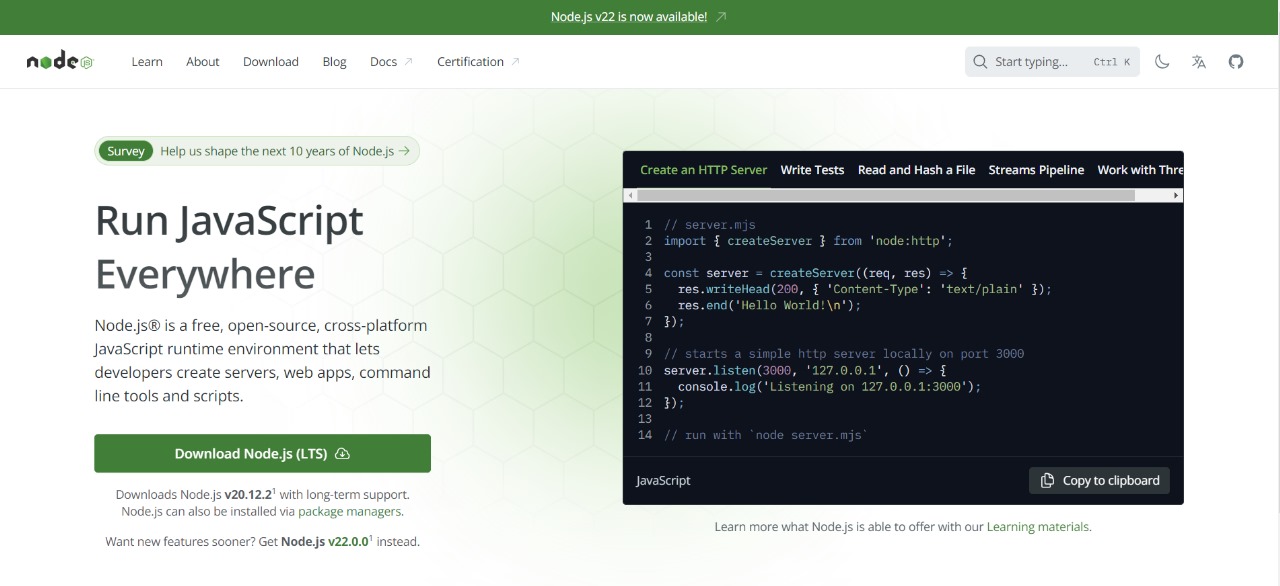 Node.js v22 is now available!
node JS
Learn About Download Blog Docs Certification
Start typing... Ctrl K
Survey Help us shape the next 10 years of Node.js
Run JavaScript
Everywhere
Node.js® is a free, open-source, cross-platform
JavaScript runtime environment that lets
developers create servers, web apps, command
line tools and scripts.
Download Node.js (LTS)
Downloads Node.js v20.12.2¹ with long-term support.
Node.js can also be installed via package managers.
Want new features sooner? Get Node.js v22.0.0¹ instead.
Create an HTTP Server Write Tests Read and Hash a File Streams Pipeline Work with Thre
1 // server.mjs
2 import { createServer } from 'node:http';
3
4 const server = createServer((req, res) => {
5   res.writeHead(200, { 'Content-Type': 'text/plain' });
6   res.end('Hello World!\n');
7 });
8
9 // starts a simple http server locally on port 3000
10 server.listen(3000, '127.0.0.1', () => {
11   console.log('Listening on 127.0.0.1:3000');
12 });
13
14 // run with `node server.mjs`
JavaScript Copy to clipboard
Learn more what Node.js is able to offer with our Learning materials.